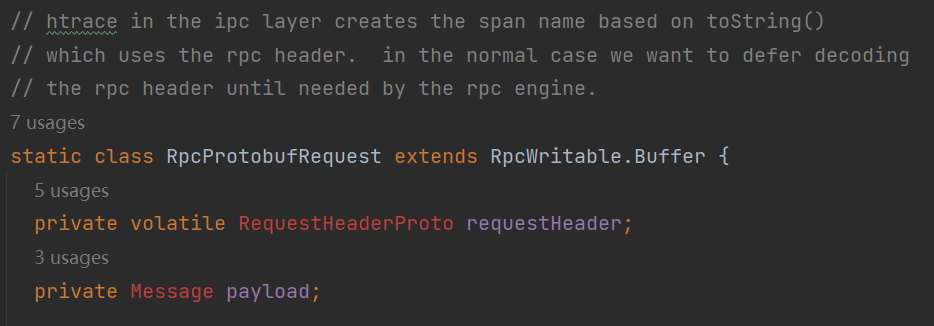 // htrace in the ipc layer creates the span name based on toString()
// which uses the rpc header.  in the normal case we want to defer decoding
// the rpc header until needed by the rpc engine.
7 usages
static class RpcProtobufRequest extends RpcWritable.Buffer {
5 usages
private volatile RequestHeaderProto requestHeader;
3 usages
private Message payload;